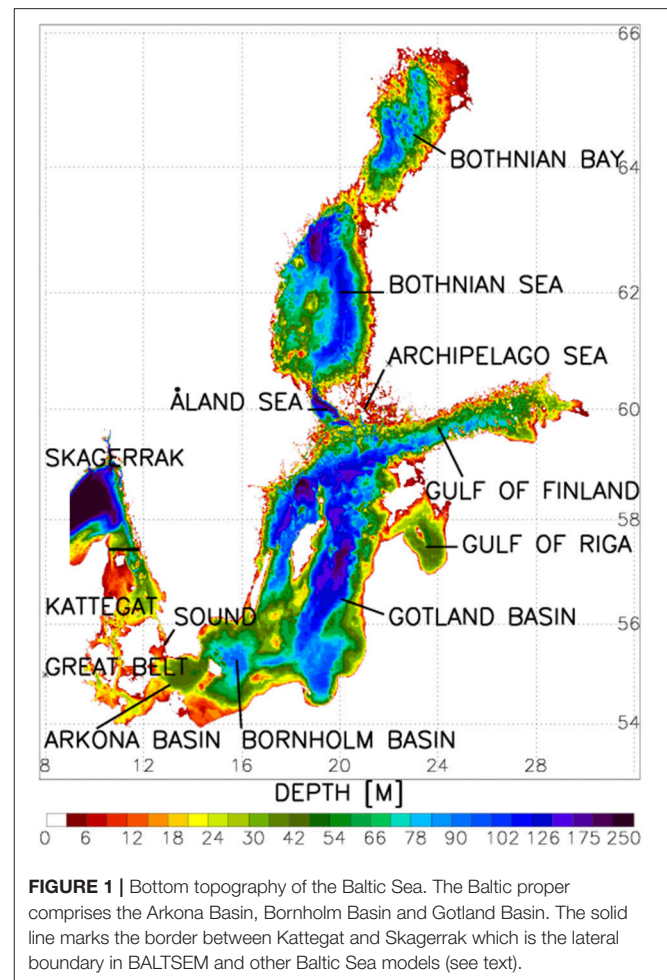 66
BOTHNIAN BAY
64
BOTHNIAN SEA
62
ARCHIPELAGO SEA
ÅLAND SEA
60
SKAGERRAK
GULF OF FINLAND
58
GULF OF RIGA
KATTEGAT
SOUND
GOTLAND BASIN
56
GREAT BELT
54
ARKONA BASIN
BORNHOLM BASIN
8 12 16 20 24 28
DEPTH [M]
0 6 12 18 24 30 42 54 66 78 90 102 126 175 250
FIGURE 1 | Bottom topography of the Baltic Sea. The Baltic proper
comprises the Arkona Basin, Bornholm Basin and Gotland Basin. The solid
line marks the border between Kattegat and Skagerrak which is the lateral
boundary in BALTSEM and other Baltic Sea models (see text).